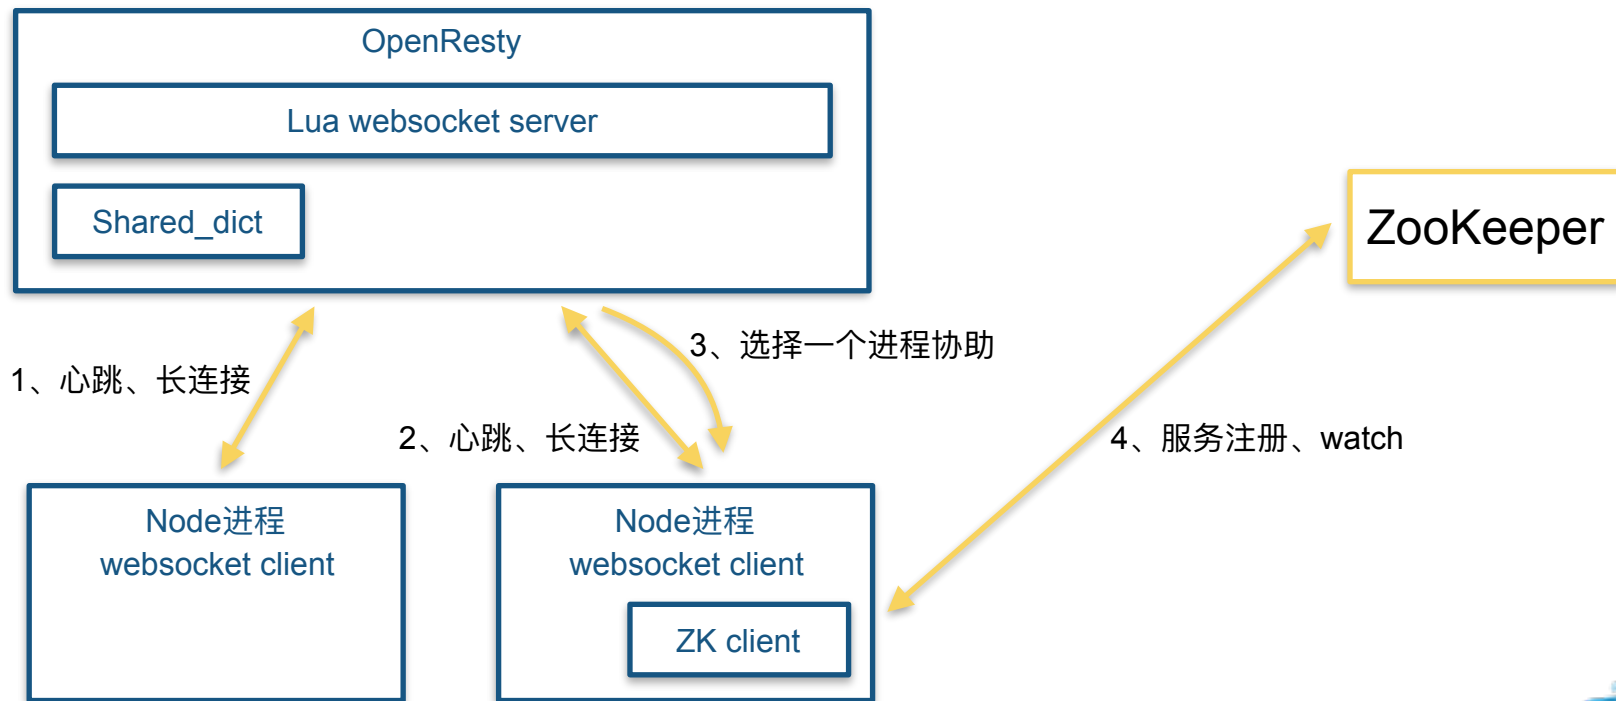 OpenResty
Lua websocket server
Shared_dict
ZooKeeper
3、选择一个进程协助
1、心跳、长连接
2、心跳、长连接
4、服务注册、watch
Node进程
websocket client
Node进程
websocket client
ZK client